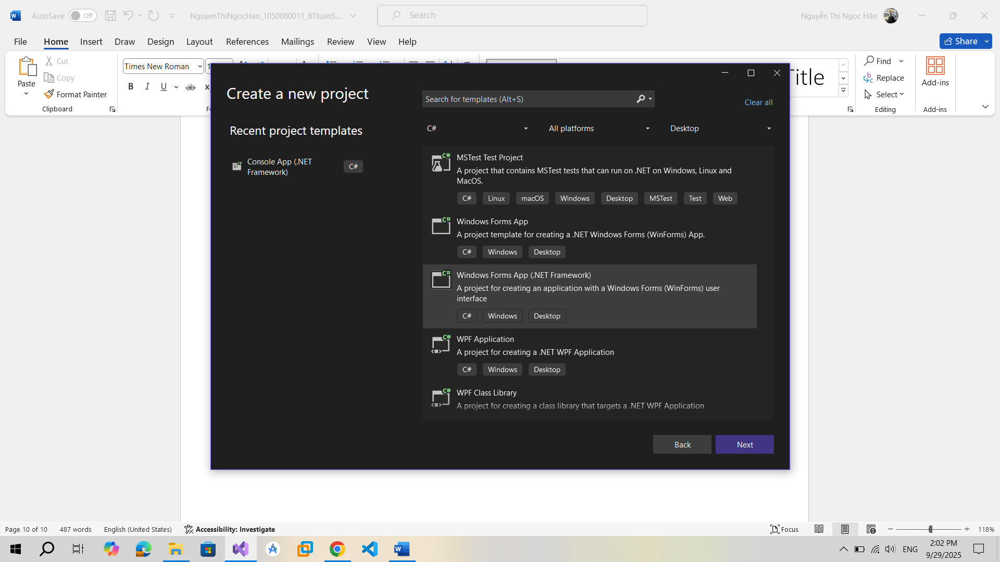 AutoSave Off NguyenThiNgocHan_1050080011_BTtuan5.... Search Nguyễn Thị Ngọc Hân
File Home Insert Draw Design Layout References Mailings Review View Help Share
Paste
Cut
Copy
Format Painter
Clipboard
Times New Roman
B I U ab
Title
Find
Replace
Select
Editing
Add-ins
Add-ins
Create a new project
Search for templates (Alt+S)
Clear all
Recent project templates
Console App (.NET
Framework)
C#
C# All platforms Desktop
MSTest Test Project
A project that contains MSTest tests that can run on .NET on Windows, Linux and
MacOS.
C# Linux macOS Windows Desktop MSTest Test Web
Windows Forms App
A project template for creating a .NET Windows Forms (WinForms) App.
C# Windows Desktop
Windows Forms App (.NET Framework)
A project for creating an application with a Windows Forms (WinForms) user
interface
C# Windows Desktop
WPF Application
A project for creating a .NET WPF Application
C# Windows Desktop
WPF Class Library
A project for creating a class library that targets a .NET WPF Application
Back Next
Page 10 of 10 487 words English (United States) Accessibility: Investigate Focus 118%
ENG
2:02 PM
9/29/2025